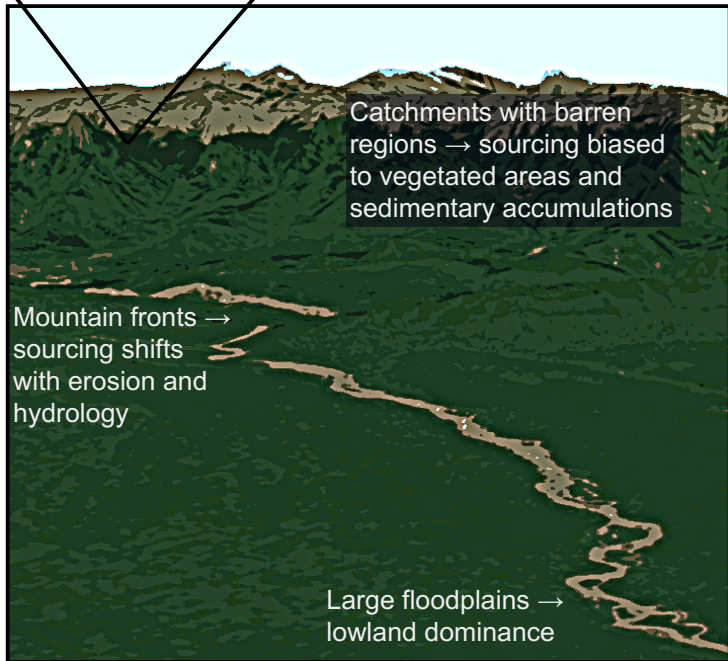 Catchments with barren
regions → sourcing biased
to vegetated areas and
sedimentary accumulations
Mountain fronts →
sourcing shifts
with erosion and
hydrology
Large floodplains →
lowland dominance